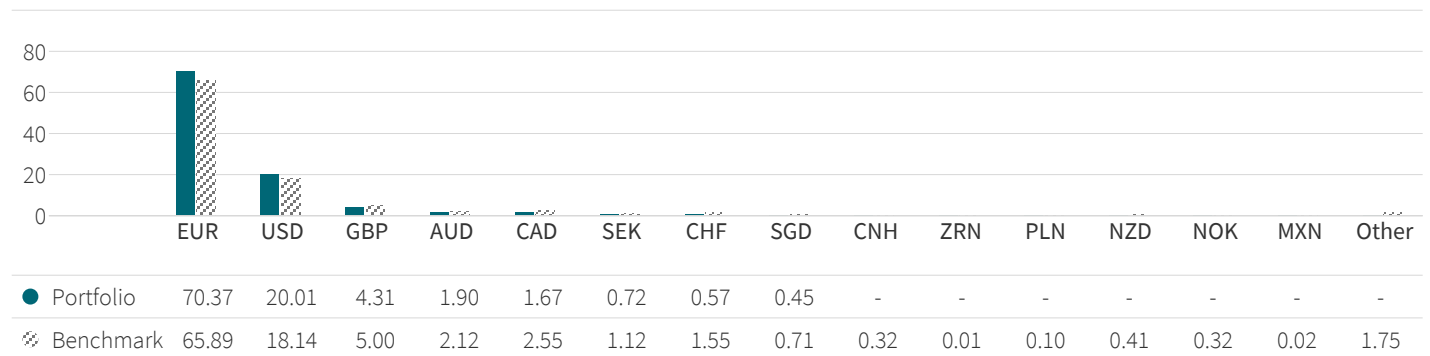 80
60
40
20
0
EUR USD GBP AUD CAD SEK CHF SGD CNH ZRN PLN NZD NOK MXN Other
Portfolio 70.37 20.01 4.31 1.90 1.67 0.72 0.57 0.45 - - - - - - -
Benchmark 65.89 18.14 5.00 2.12 2.55 1.12 1.55 0.71 0.32 0.01 0.10 0.41 0.32 0.02 1.75